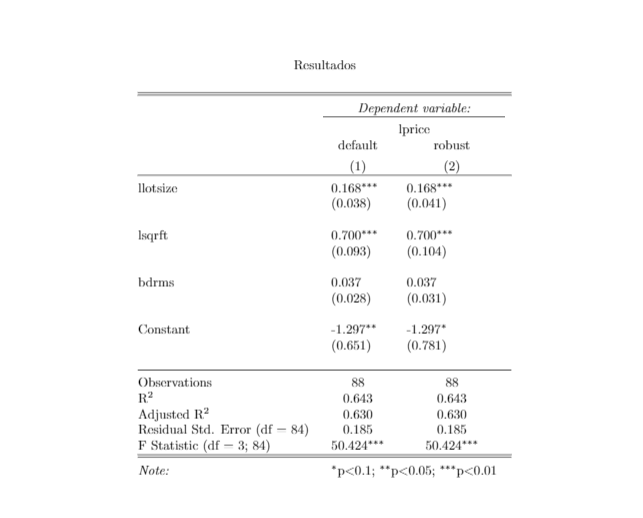 Resultados
Dependent variable:
lprice
default robust
(1) (2)
llotsize 0.168*** 0.168***
(0.038) (0.041)
lsqrft 0.700*** 0.700***
(0.093) (0.104)
bdrms 0.037 0.037
(0.028) (0.031)
Constant -1.297** -1.297*
(0.651) (0.781)
Observations 88 88
R² 0.643 0.643
Adjusted R² 0.630 0.630
Residual Std. Error (df = 84) 0.185 0.185
F Statistic (df = 3; 84) 50.424*** 50.424***
Note: *p<0.1; **p<0.05; ***p<0.01